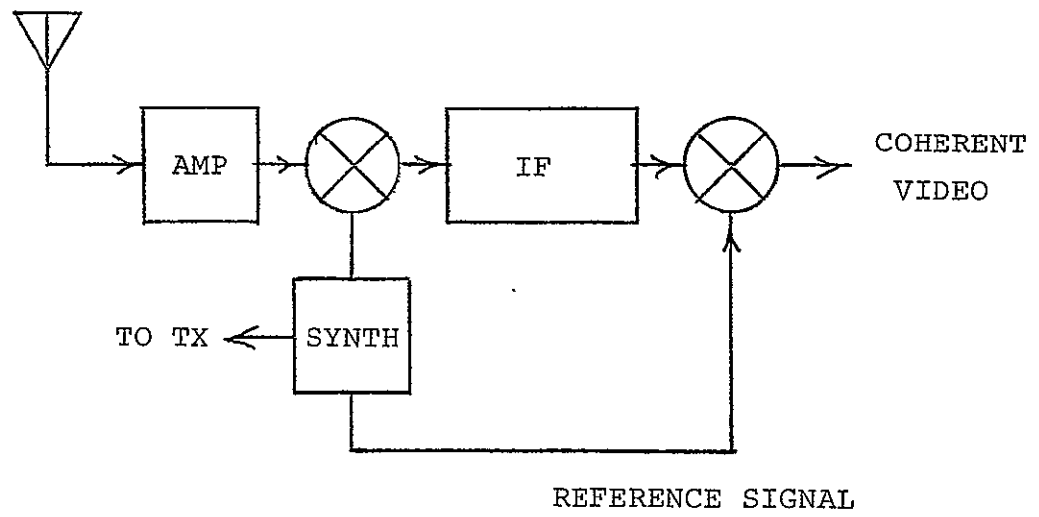 AMP
IF
COHERENT
VIDEO
TO TX
SYNTH
REFERENCE SIGNAL